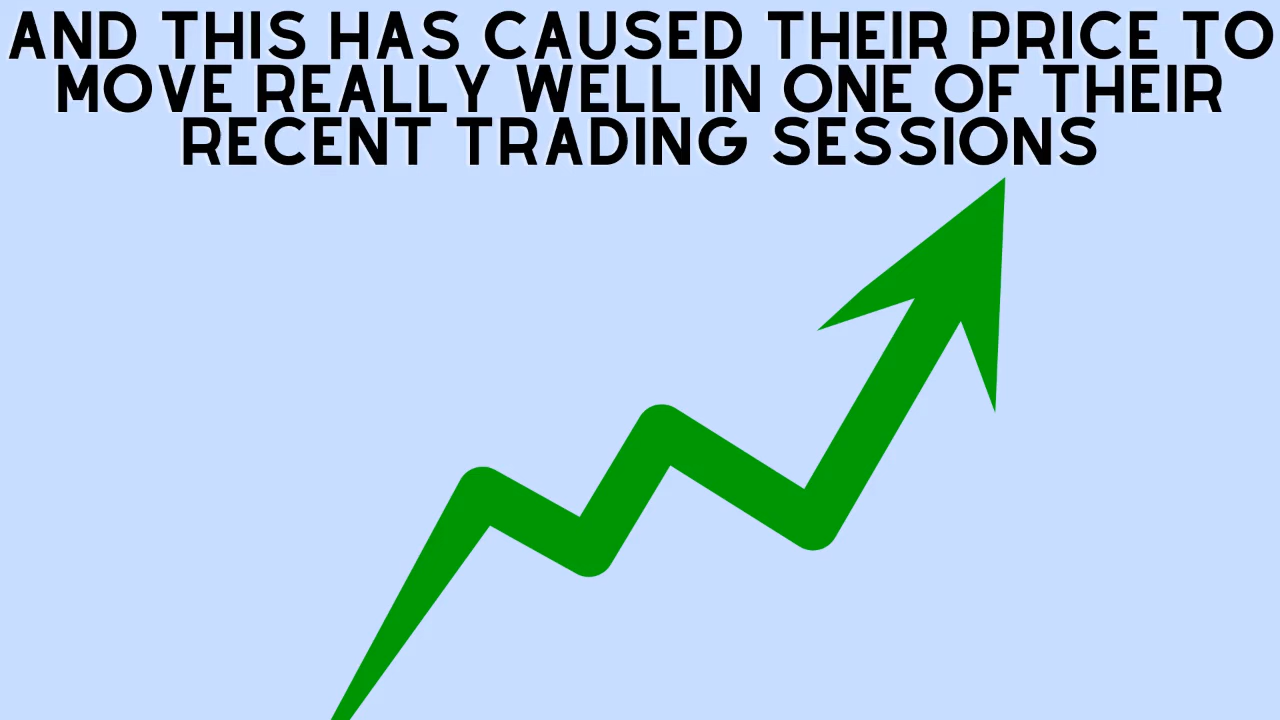 AND THIS HAS CAUSED THEIR PRICE TO
MOVE REALLY WELL IN ONE OF THEIR
RECENT TRADING SESSIONS